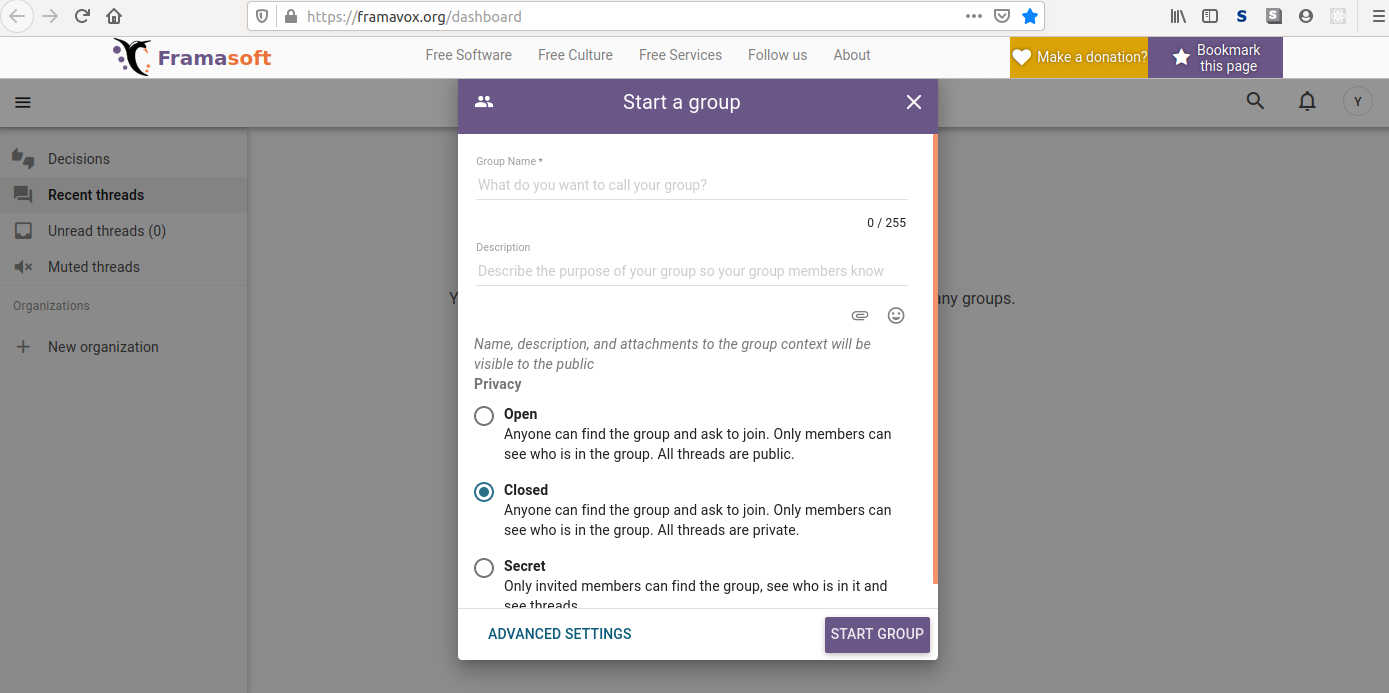 https://framavox.org/dashboard
S
S
Framasoft
Free Software
Free Culture
Free Services
Follow us
About
Make a donation?
Bookmark
this page
Start a group
Y
Decisions
Recent threads
Unread threads (0)
Muted threads
Organizations
New organization
Y
any groups.
Group Name *
What do you want to call your group?
0 / 255
Description
Describe the purpose of your group so your group members know
Name, description, and attachments to the group context will be
visible to the public
Privacy
Open
Anyone can find the group and ask to join. Only members can
see who is in the group. All threads are public.
Closed
Anyone can find the group and ask to join. Only members can
see who is in the group. All threads are private.
Secret
Only invited members can find the group, see who is in it and
see threads
ADVANCED SETTINGS
START GROUP